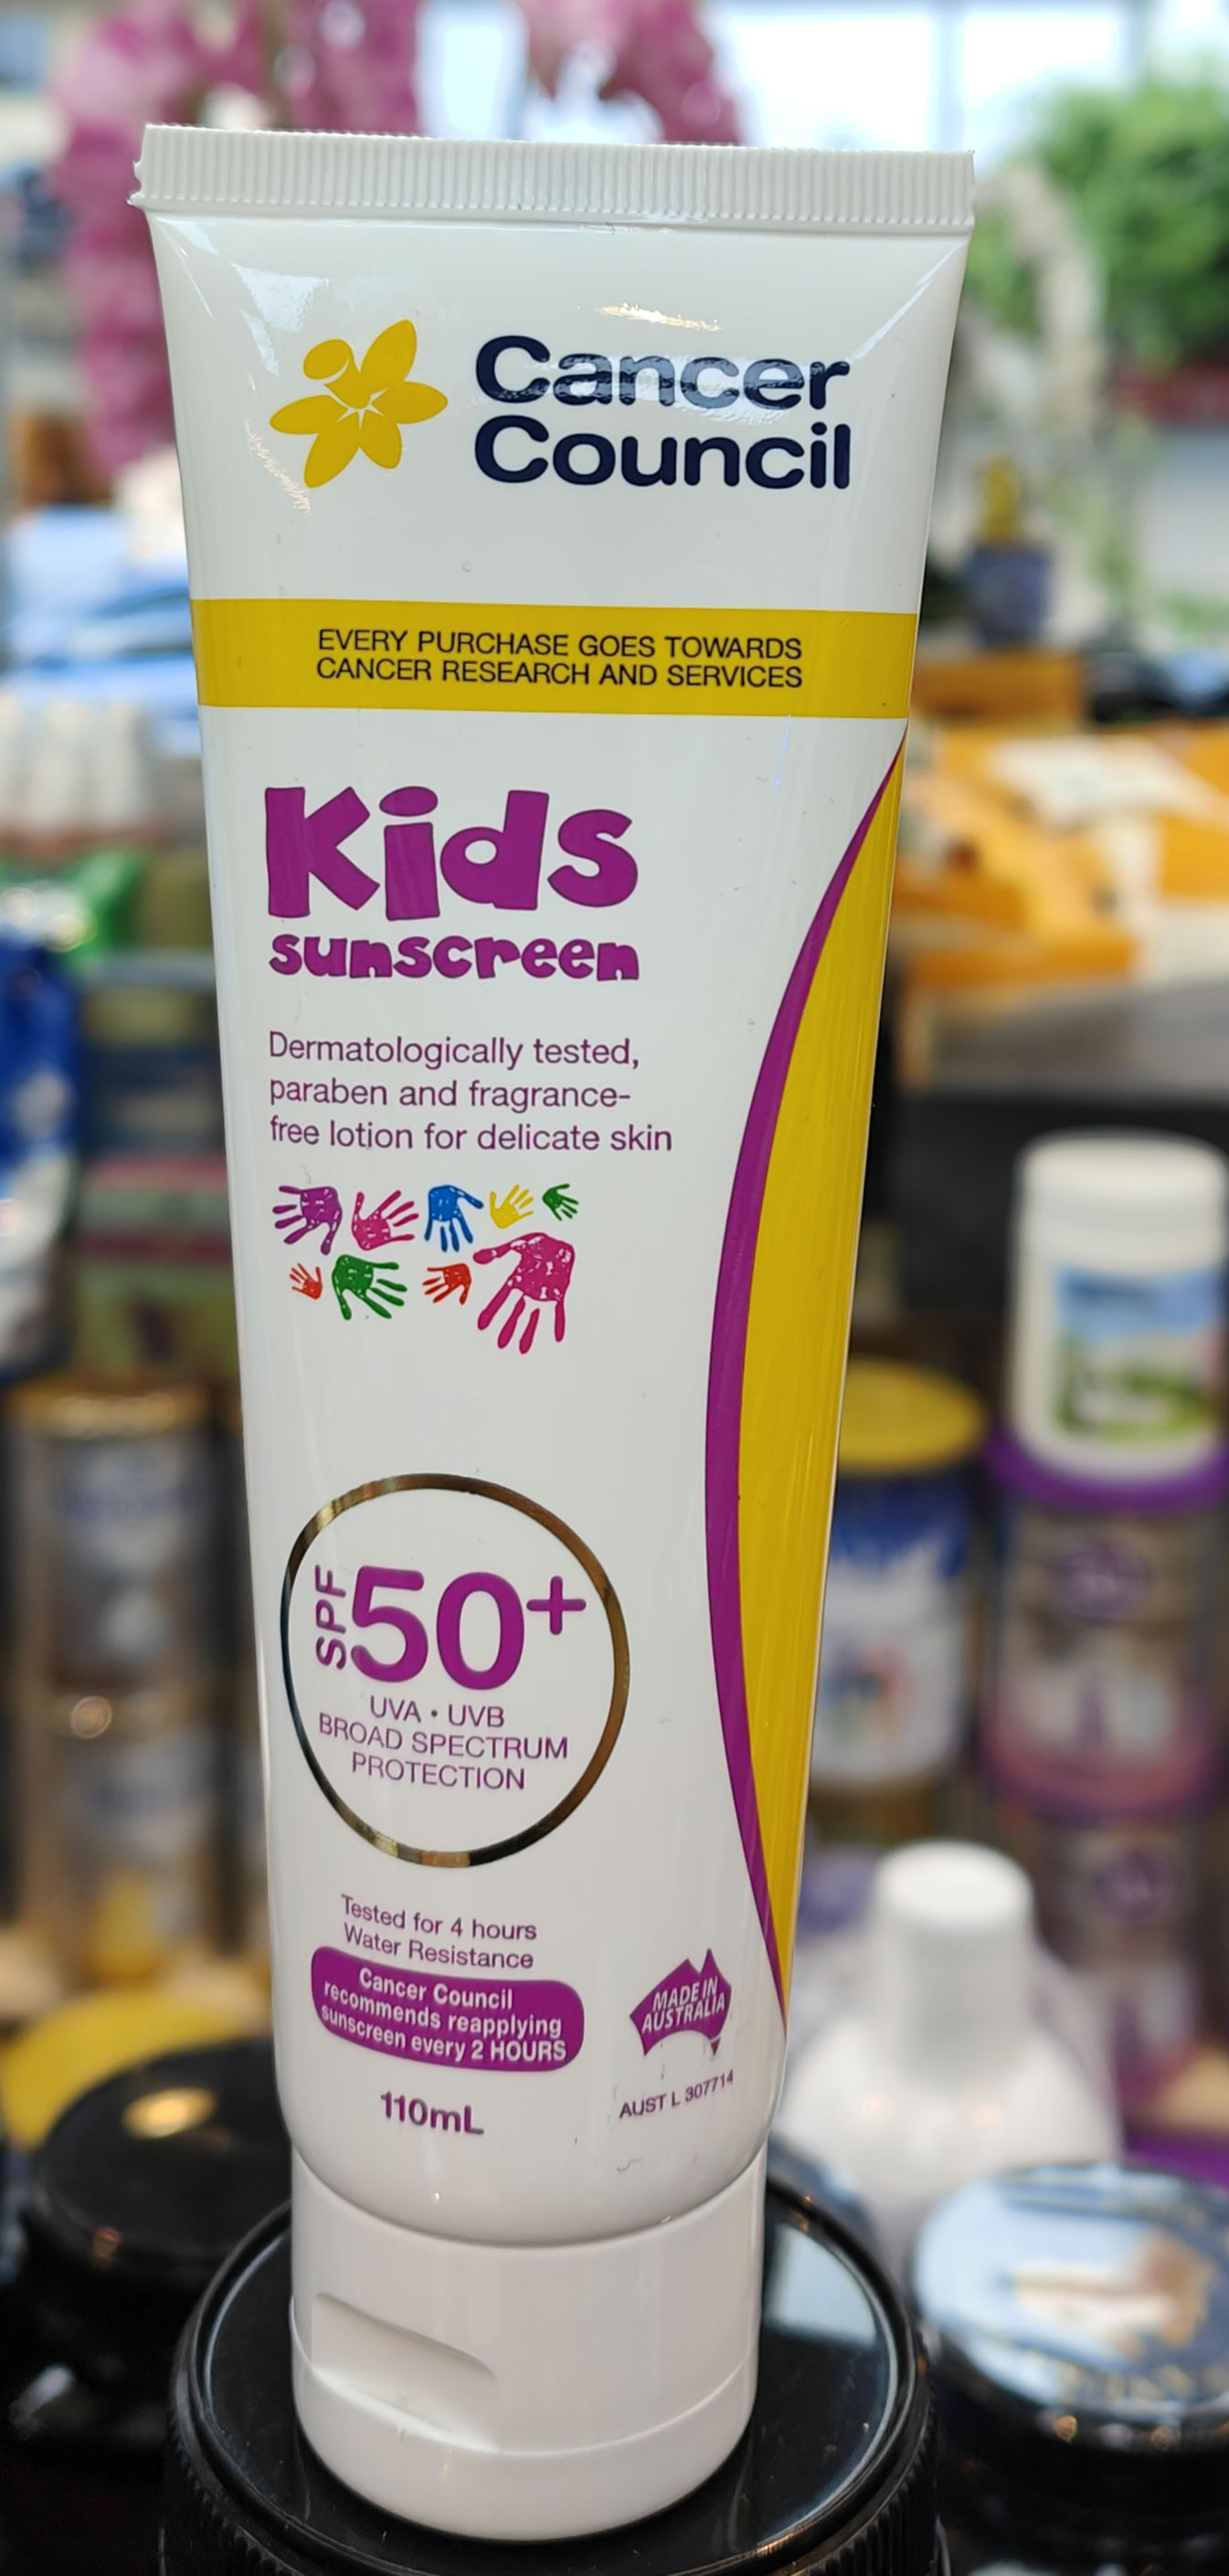 Cancer
Council
EVERY PURCHASE GOES TOWARDS
CANCER RESEARCH AND SERVICES
Kids
sunscreen
Dermatologically tested,
paraben and fragrance-
free lotion for delicate skin
SPF 50+
UVA • UVB
BROAD SPECTRUM
PROTECTION
Tested for 4 hours
Water Resistance
Cancer Council
recommends reapplying
sunscreen every 2 HOURS
110mL
MADE IN
AUSTRALIA
AUST L 307714